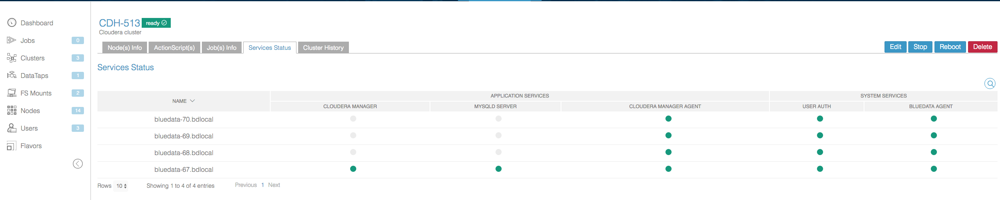 Dashboard
Jobs 0
Clusters 3
DataTaps 1
FS Mounts 2
Nodes 14
Users 3
Flavors
CDH-513 ready
Cloudera cluster
Node(s) Info ActionScript(s) Job(s) Info Services Status Cluster History Edit Stop Reboot Delete
Services Status
NAME APPLICATION SERVICES SYSTEM SERVICES
CLOUDERA MANAGER MYSQLD SERVER CLOUDERA MANAGER AGENT USER AUTH BLUEDATA AGENT
bluedata-70.bdlocal
bluedata-69.bdlocal
bluedata-68.bdlocal
bluedata-67.bdlocal
Rows 10 Showing 1 to 4 of 4 entries Previous 1 Next